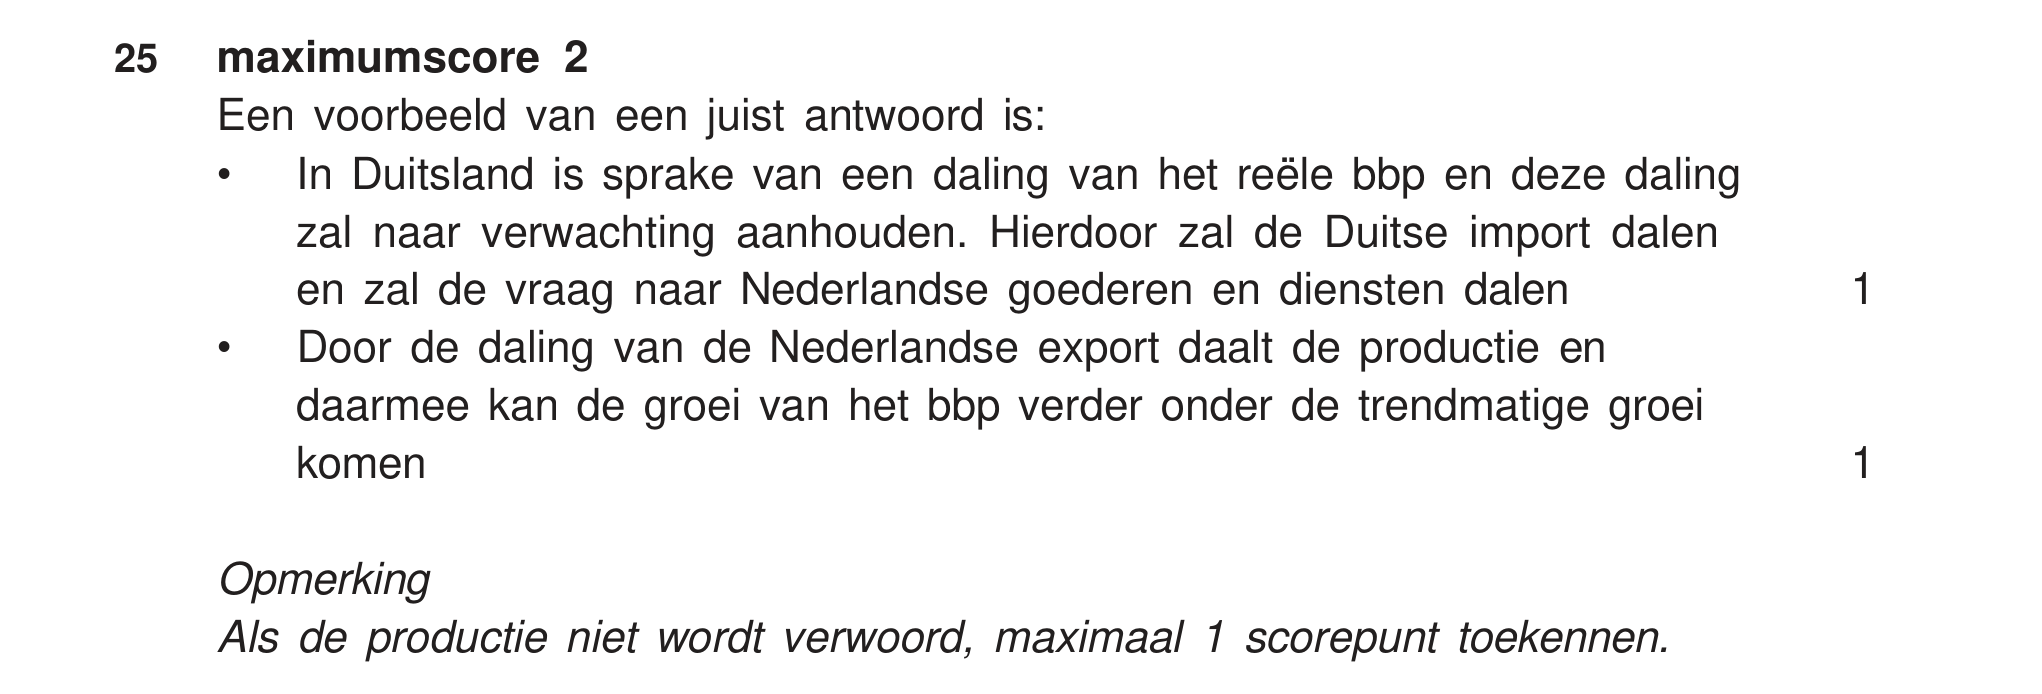 25 maximumscore 2
Een voorbeeld van een juist antwoord is:
• In Duitsland is sprake van een daling van het reële bbp en deze daling
zal naar verwachting aanhouden. Hierdoor zal de Duitse import dalen
en zal de vraag naar Nederlandse goederen en diensten dalen 1
• Door de daling van de Nederlandse export daalt de productie en
daarmee kan de groei van het bbp verder onder de trendmatige groei
komen 1
Opmerking
Als de productie niet wordt verwoord, maximaal 1 scorepunt toekennen.